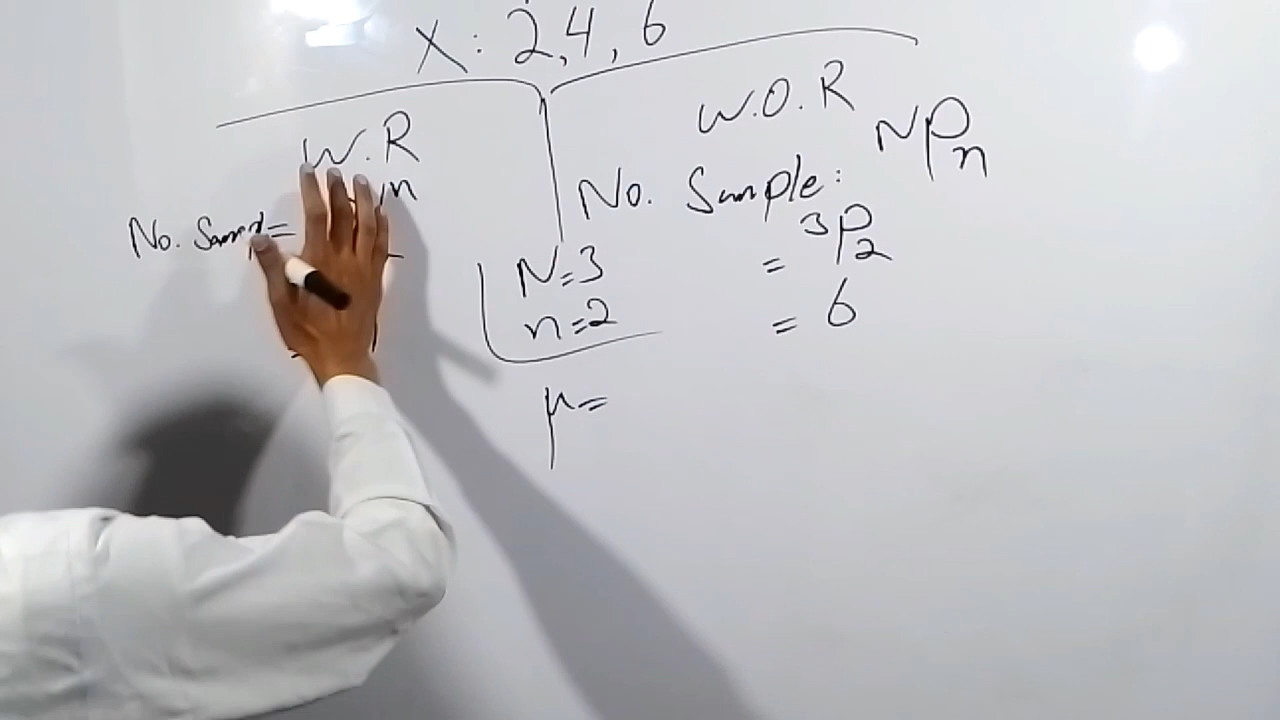 X : 2, 4, 6
W.R
n
No. Samp =
W.O.R
NPn
No. Sample:
= 3P2
= 6
N=3
n=2
μ=